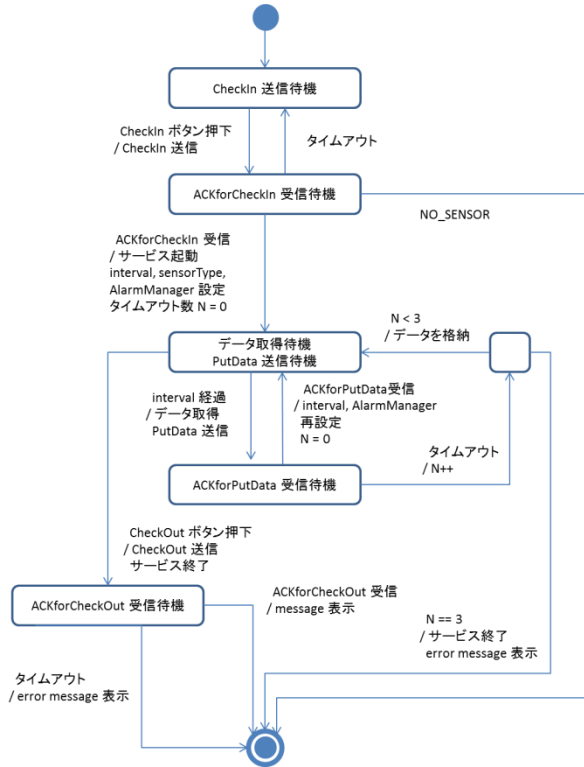 CheckIn 送信待機
CheckIn ボタン押下
/ CheckIn 送信
タイムアウト
ACKforCheckIn 受信待機
NO_SENSOR
ACKforCheckIn 受信
/ サービス起動
interval, sensorType,
AlarmManager 設定
タイムアウト数 N = 0
N < 3
/ データを格納
データ取得待機
PutData 送信待機
interval 経過
/ データ取得
PutData 送信
ACKforPutData受信
/ interval, AlarmManager
再設定
N = 0
タイムアウト
/ N++
ACKforPutData 受信待機
CheckOut ボタン押下
/ CheckOut 送信
サービス終了
ACKforCheckOut 受信待機
ACKforCheckOut 受信
/ message 表示
N == 3
/ サービス終了
error message 表示
タイムアウト
/ error message 表示